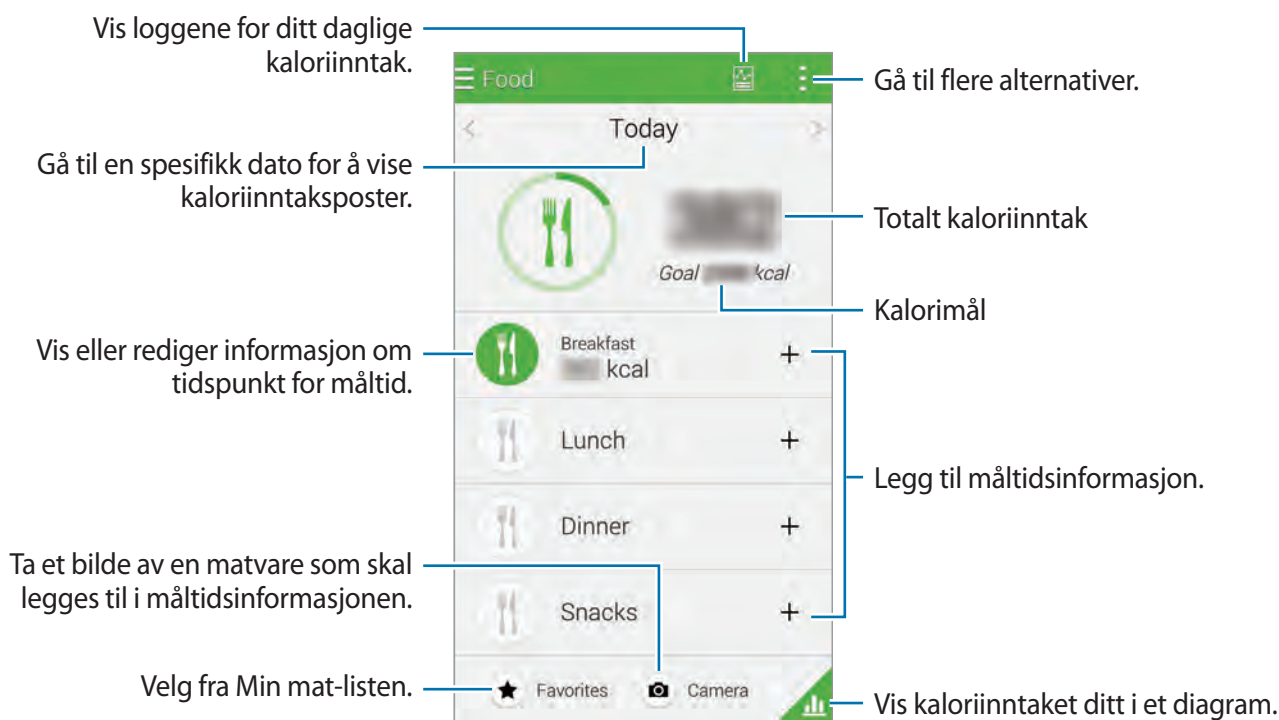 Vis loggene for ditt daglige
kaloriinntak.
Gå til en spesifikk dato for å vise
kaloriinntaksposter.
Vis eller rediger informasjon om
tidspunkt for måltid.
Ta et bilde av en matvare som skal
legges til i måltidsinformasjonen.
Velg fra Min mat-listen.
Food
Today
Goal kcal
Breakfast
kcal
Lunch
Dinner
Snacks
Favorites
Camera
Gå til flere alternativer.
Totalt kaloriinntak
Kalorimål
Legg til måltidsinformasjon.
Vis kaloriinntaket ditt i et diagram.